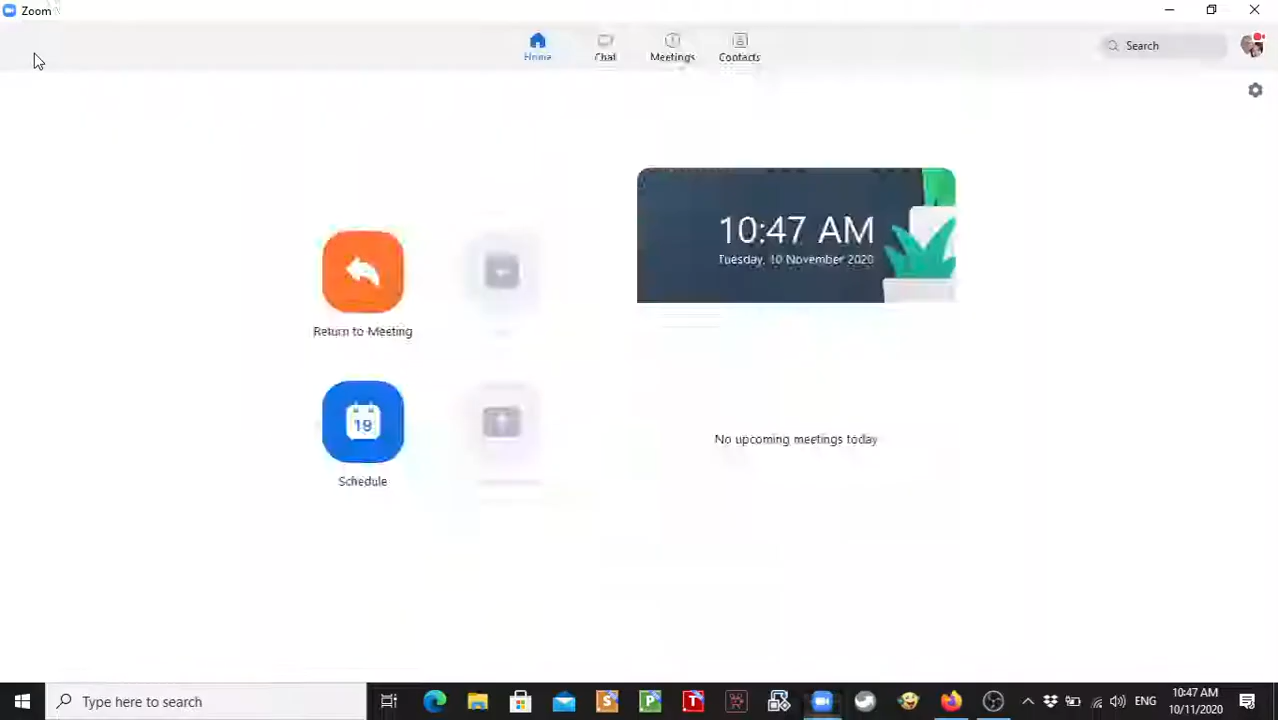 Zoom
Home
Chat
Meetings
Contacts
Search
10:47 AM
Tuesday, 10 November 2020
Return to Meeting
19
Schedule
No upcoming meetings today
Type here to search
S
P
T
ENG
10:47 AM
10/11/2020